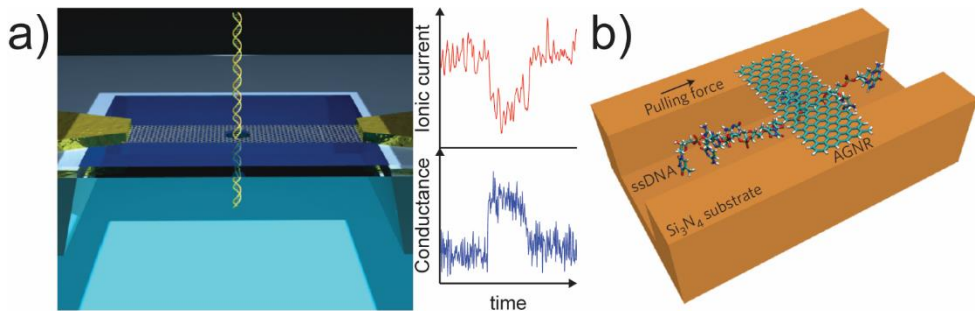 a)
Ionic current
Conductance
time
b)
Pulling force
ssDNA
AGNR
Si₃N₄ substrate